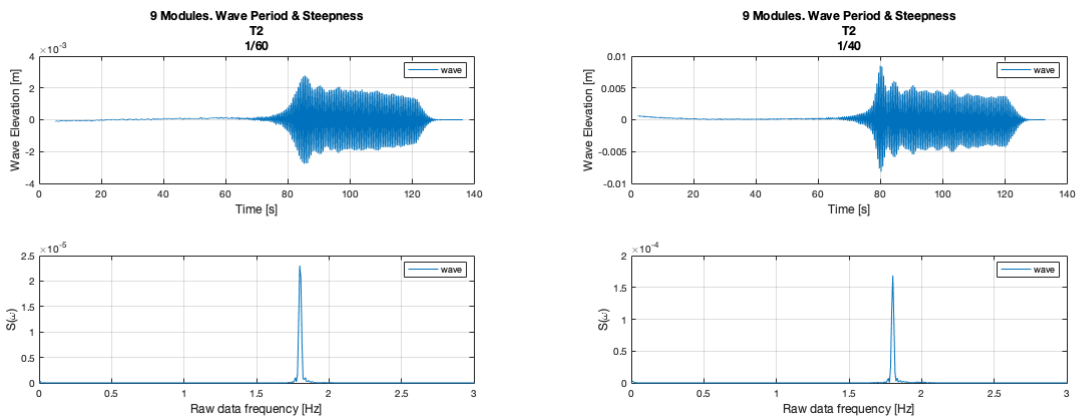 9 Modules. Wave Period & Steepness
T2
1/60
×10⁻³
4
2
0
-2
-4
Wave Elevation [m]
wave
0 20 40 60 80 100 120 140
Time [s]
9 Modules. Wave Period & Steepness
T2
1/40
0.01
0.005
0
-0.005
-0.01
Wave Elevation [m]
wave
0 20 40 60 80 100 120 140
Time [s]
×10⁻⁵
2.5
2
1.5
1
0.5
0
S(ω)
wave
0 0.5 1 1.5 2 2.5 3
Raw data frequency [Hz]
×10⁻⁴
2
1.5
1
0.5
0
S(ω)
wave
0 0.5 1 1.5 2 2.5 3
Raw data frequency [Hz]